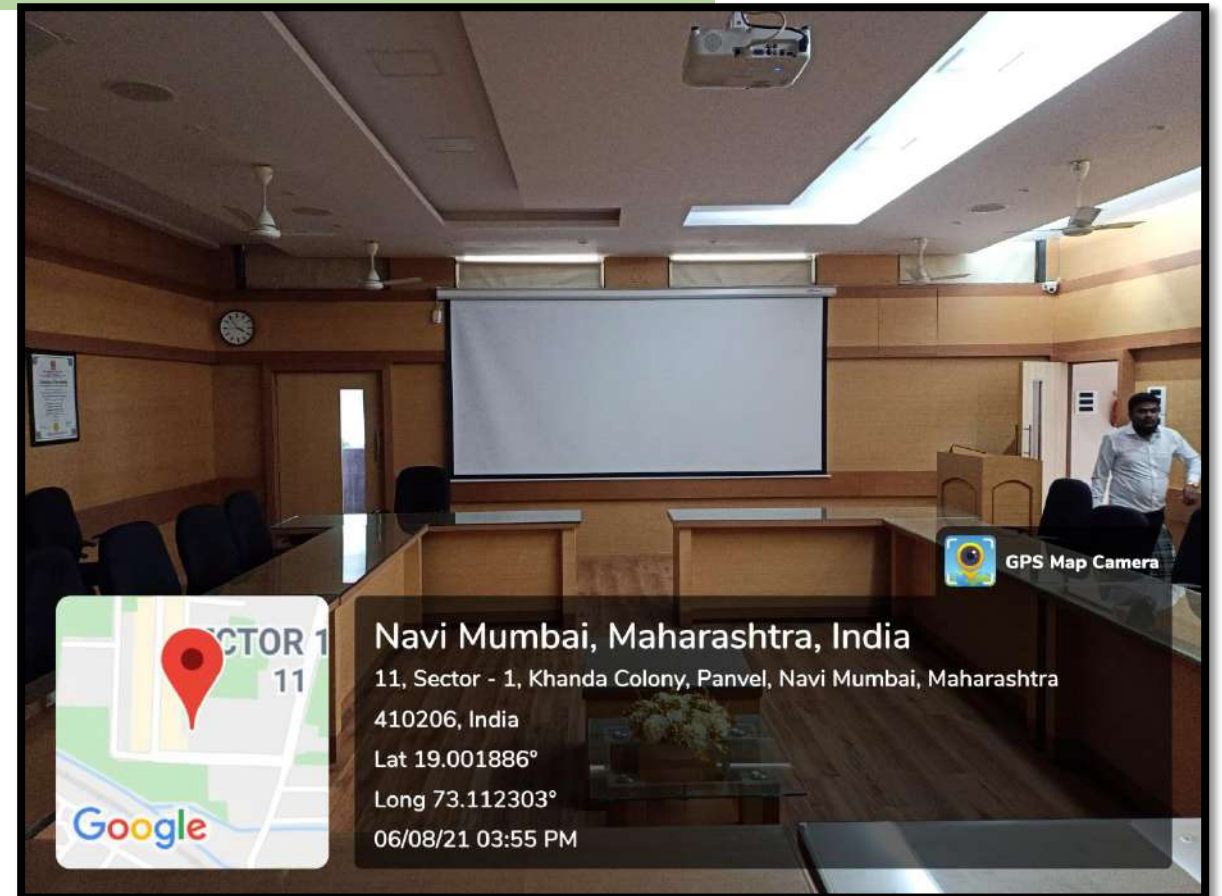 GPS Map Camera
CTOR 1
11
Google
Navi Mumbai, Maharashtra, India
11, Sector - 1, Khanda Colony, Panvel, Navi Mumbai, Maharashtra
410206, India
Lat 19.001886°
Long 73.112303°
06/08/21 03:55 PM